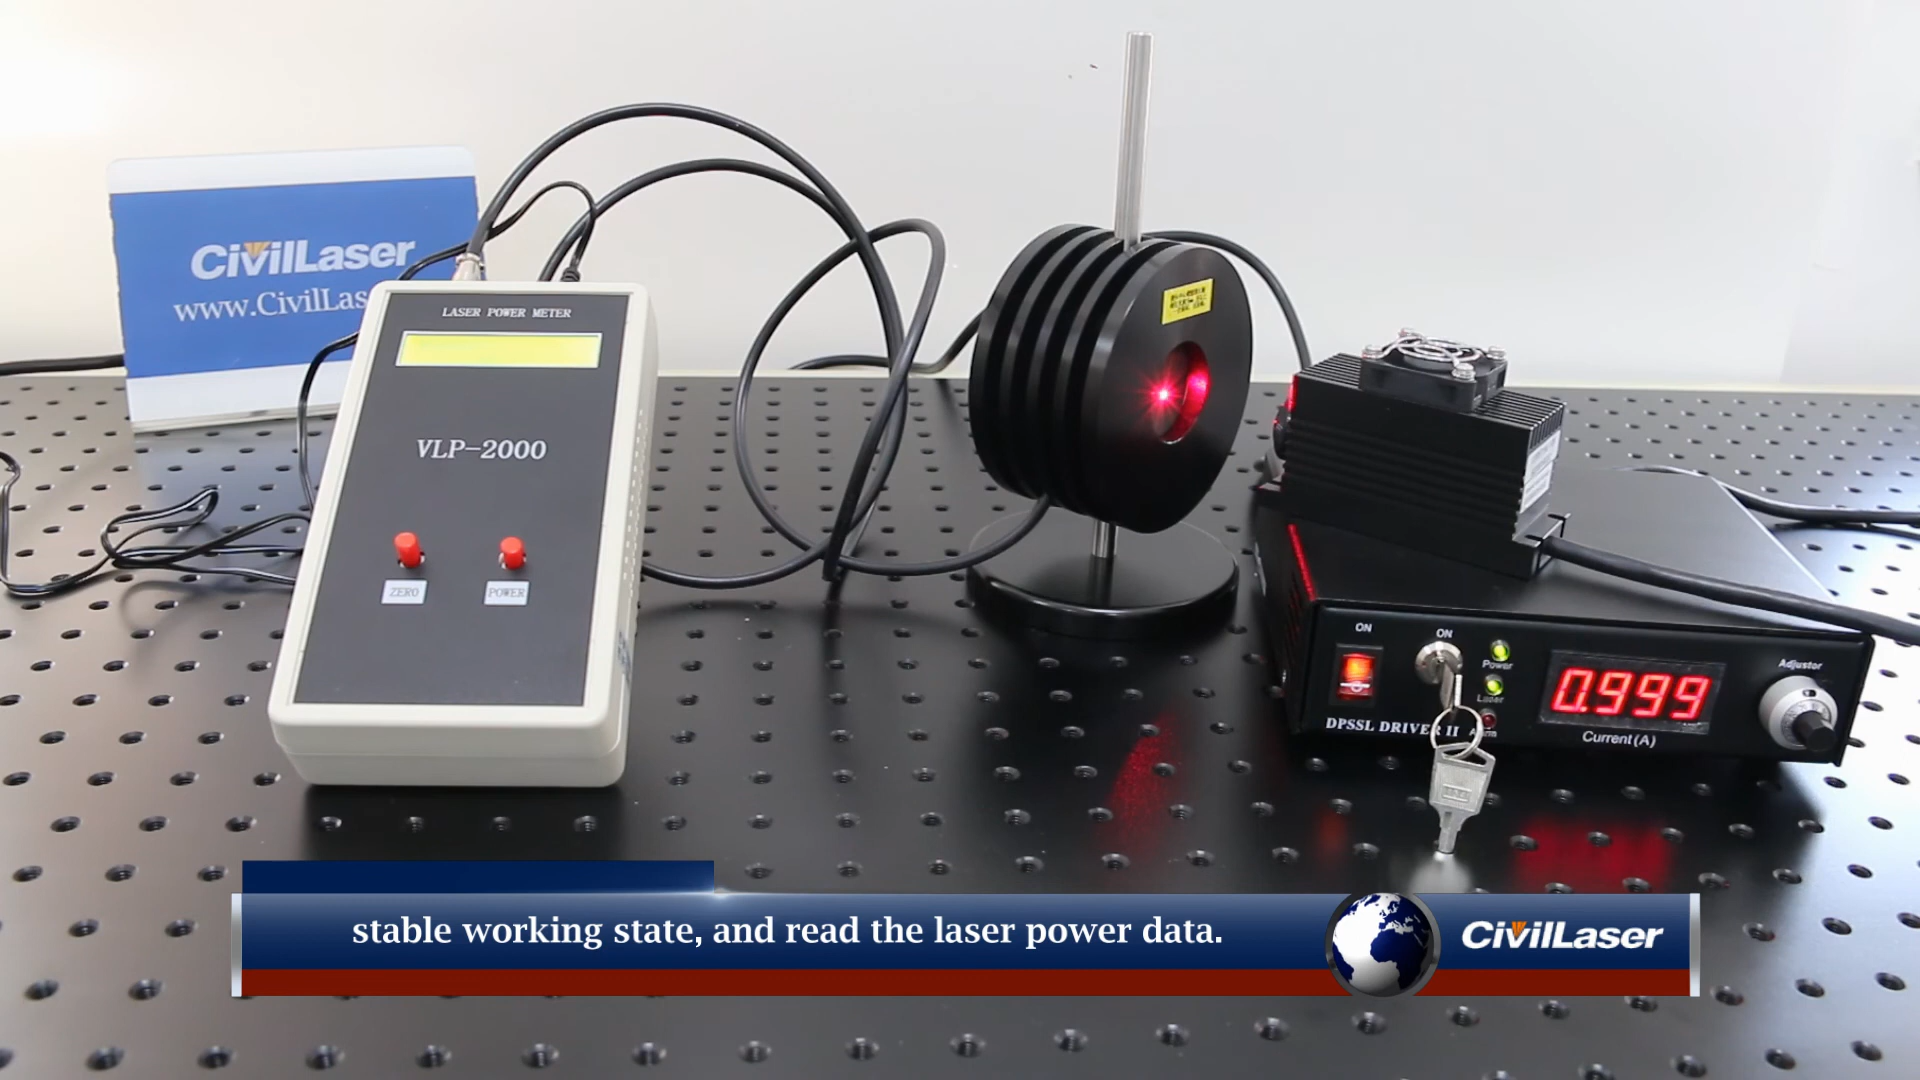 CivilLaser
www.CivilLas
LASER POWER METER
VLP-2000
ZERO
POWER
ON
ON
Power
Laser
Alarm
DPSSL DRIVER II
0.999
Current(A)
Adjustor
stable working state, and read the laser power data.
CivilLaser